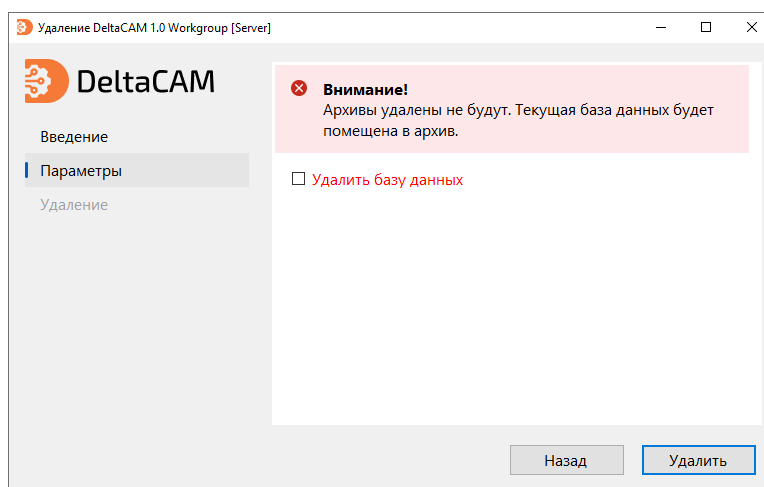 Удаление DeltaCAM 1.0 Workgroup [Server]
DeltaCAM
Введение
Параметры
Удаление
Внимание!
Архивы удалены не будут. Текущая база данных будет
помещена в архив.
Удалить базу данных
Назад
Удалить